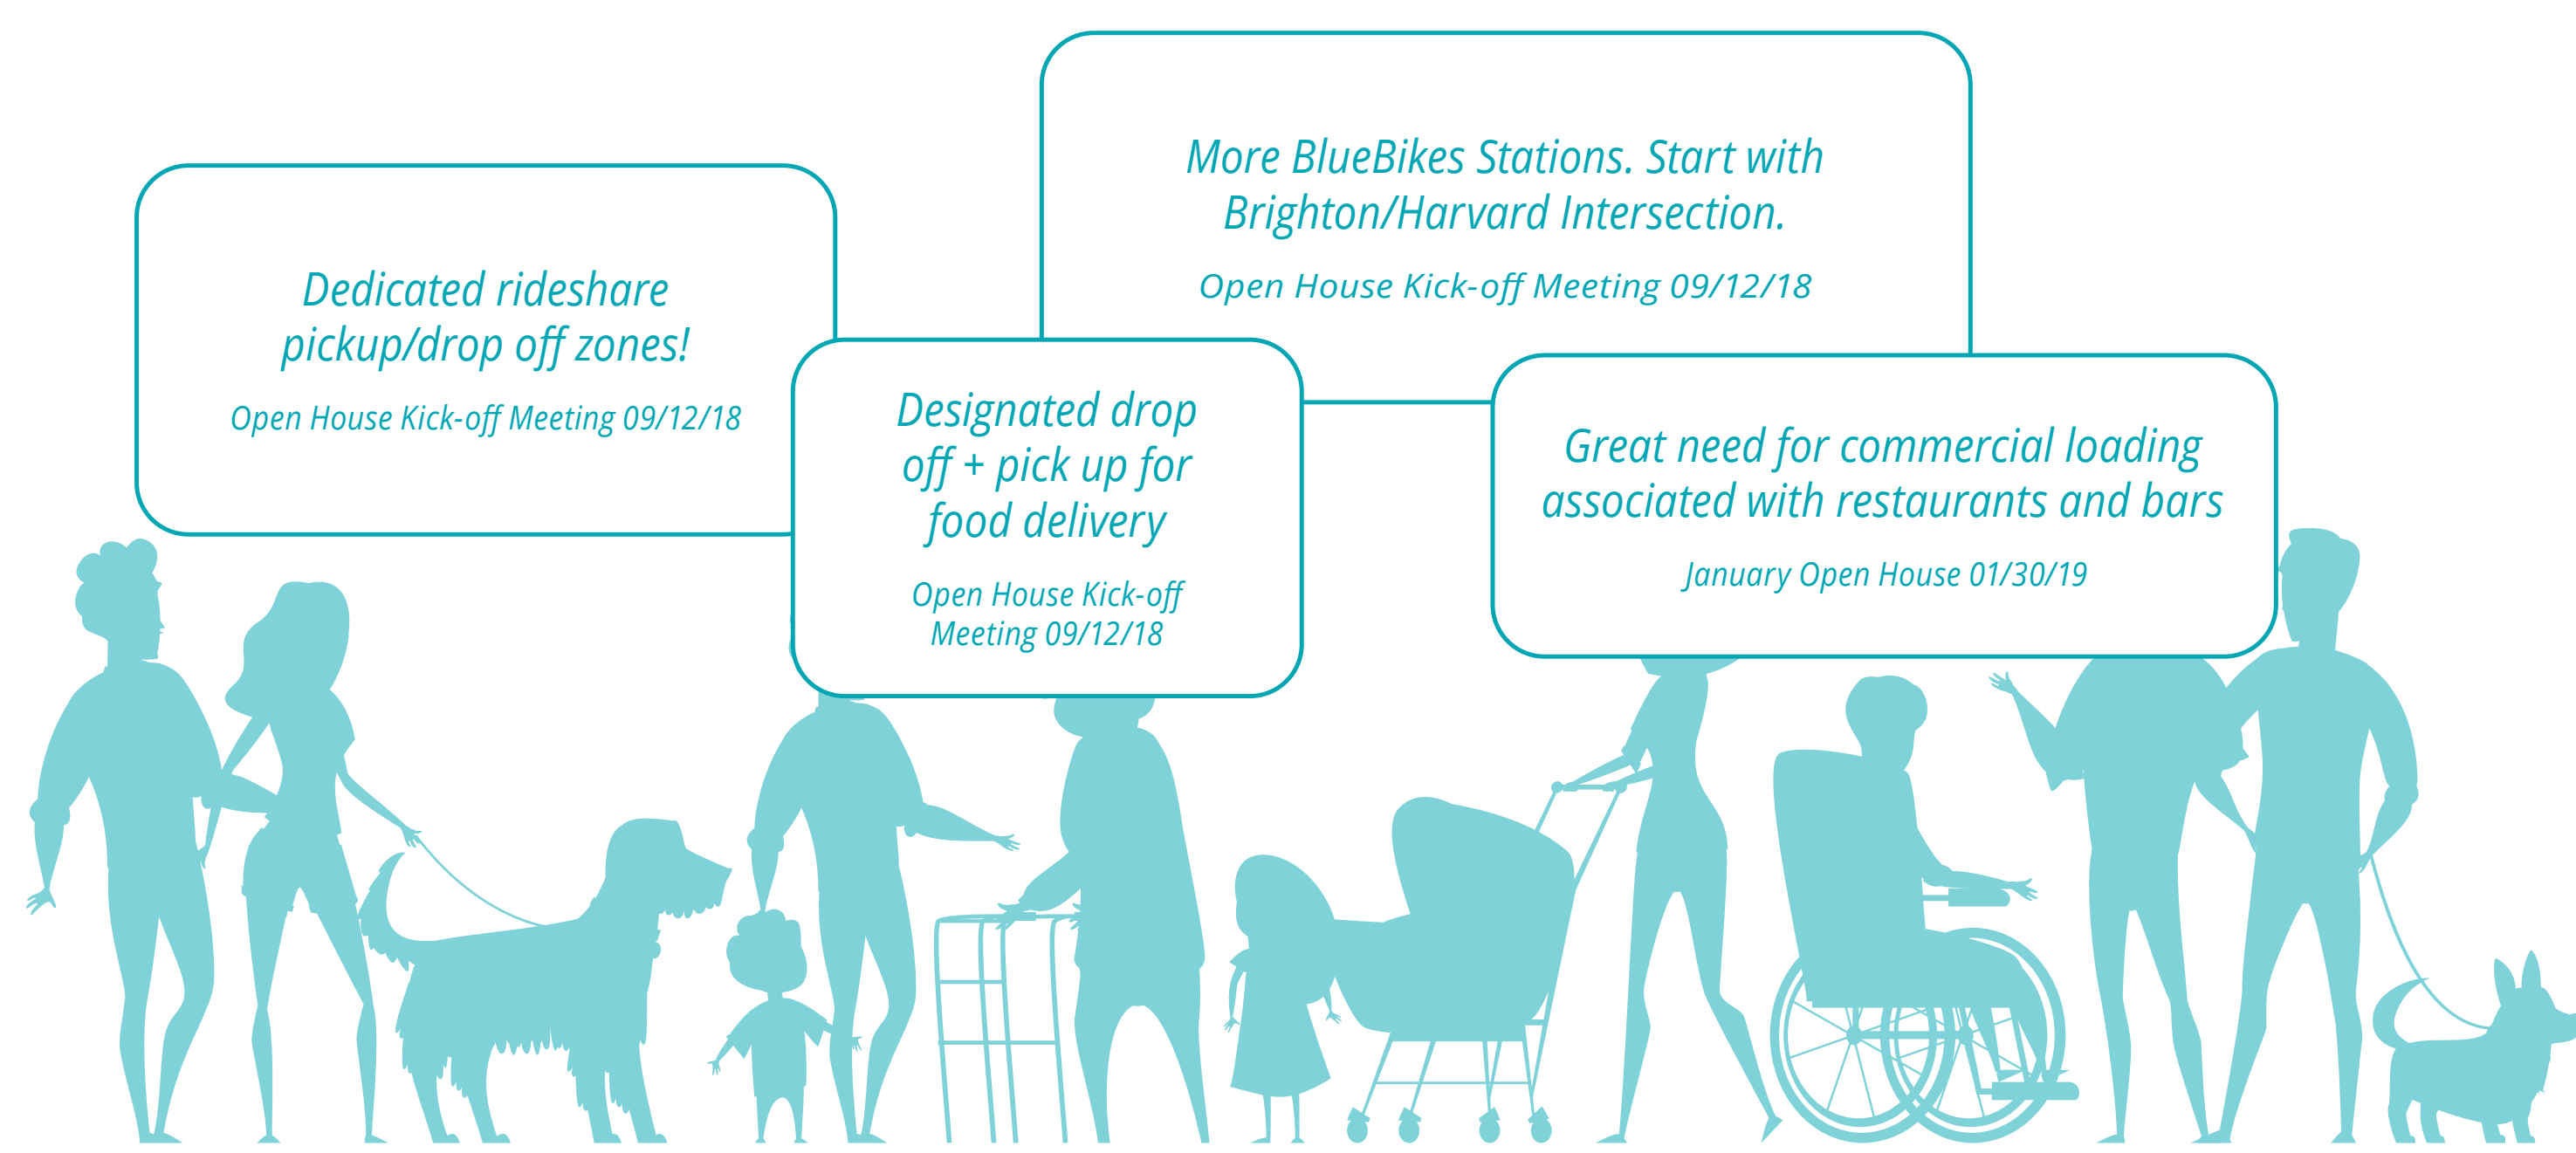 Dedicated rideshare
pickup/drop off zones!
Open House Kick-off Meeting 09/12/18
More BlueBikes Stations. Start with
Brighton/Harvard Intersection.
Open House Kick-off Meeting 09/12/18
Designated drop
off + pick up for
food delivery
Open House Kick-off
Meeting 09/12/18
Great need for commercial loading
associated with restaurants and bars
January Open House 01/30/19